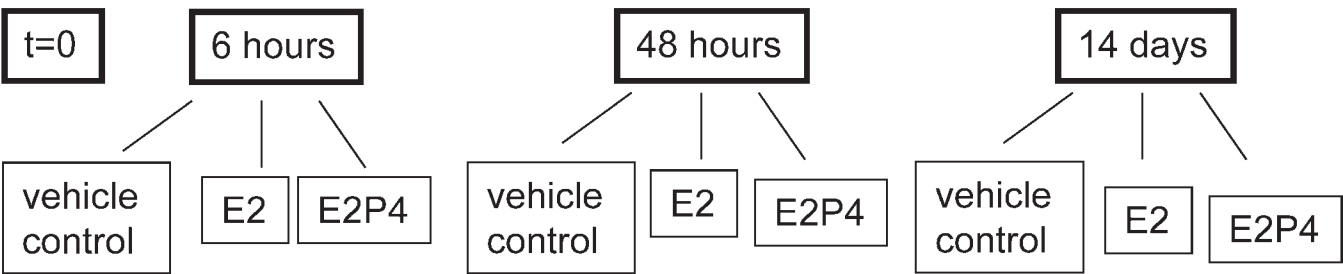 t=0
6 hours
48 hours
14 days
vehicle
control
E2
E2P4
vehicle
control
E2
E2P4
vehicle
control
E2
E2P4